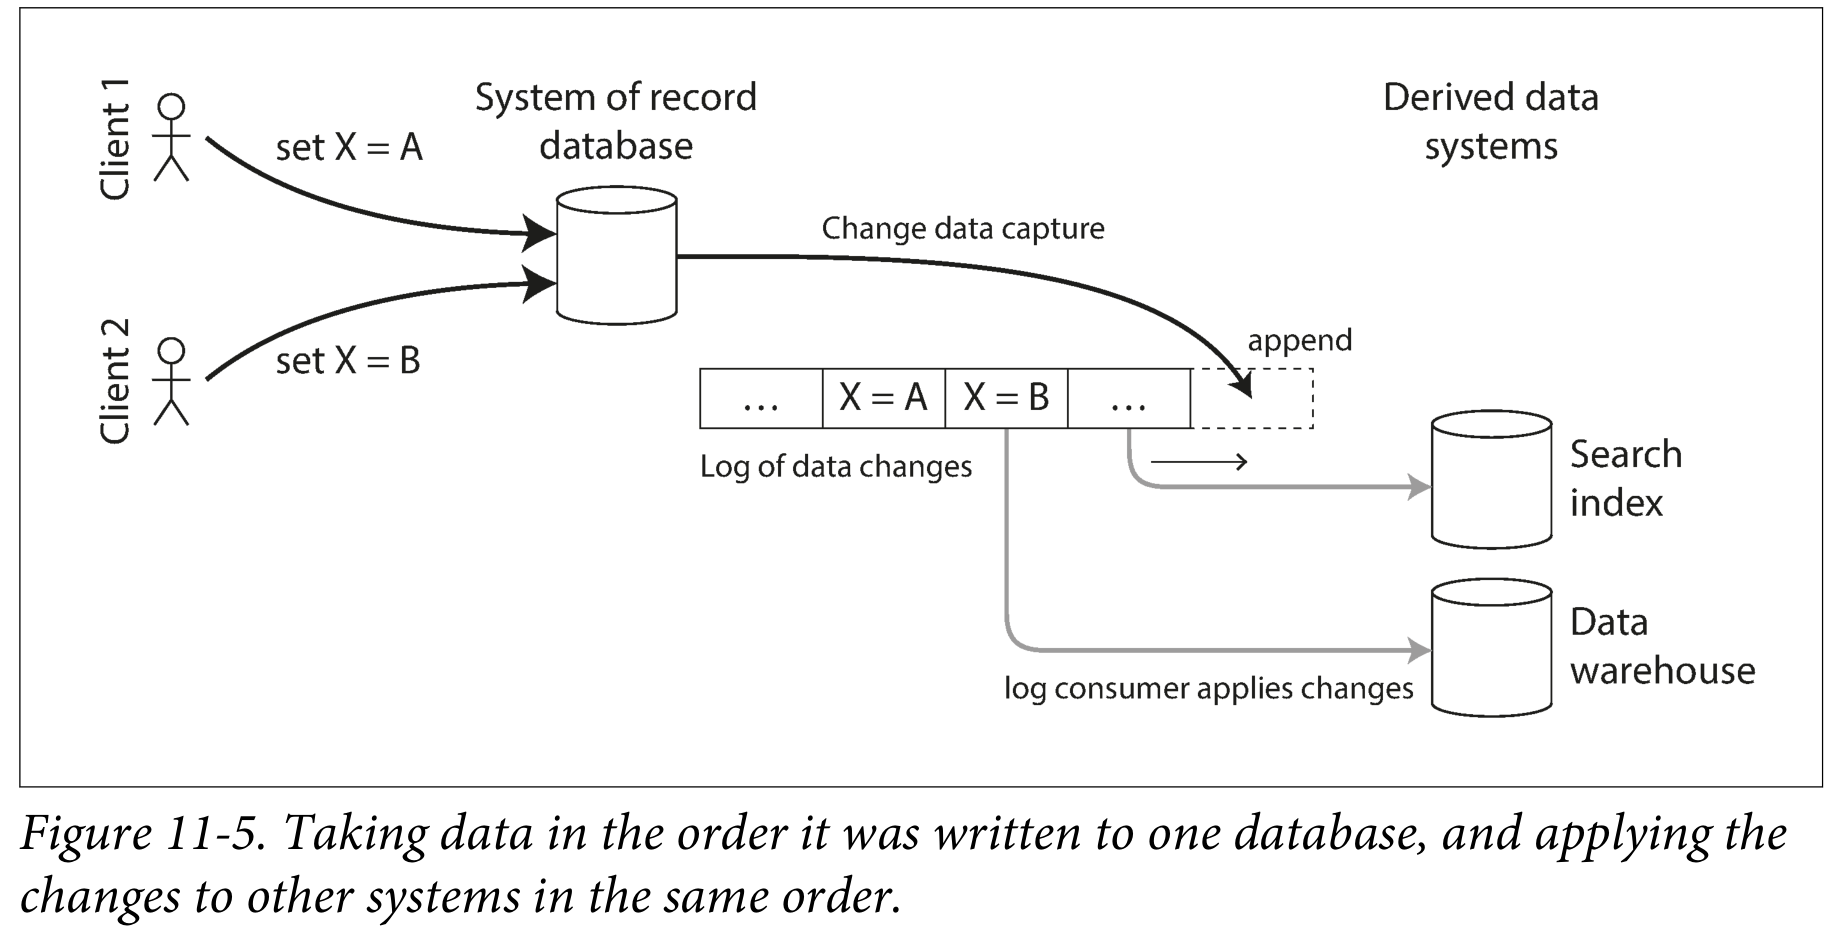 Client 1
set X = A
System of record
database
Derived data
systems
Change data capture
Client 2
set X = B
append
…
X = A
X = B
…
Log of data changes
Search
index
Data
warehouse
log consumer applies changes
Figure 11-5. Taking data in the order it was written to one database, and applying the
changes to other systems in the same order.